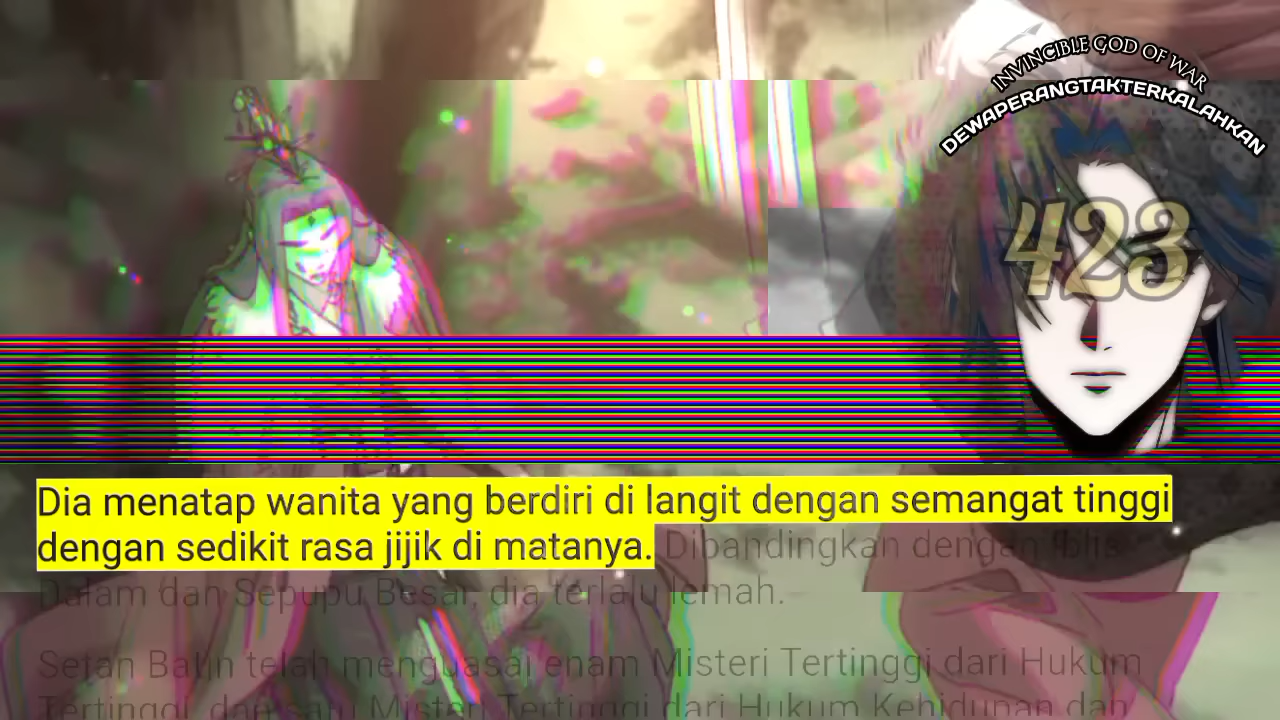 INVINCIBLE GOD OF WAR
DEWAPERANGTAKTERKALAHKAN
423
Dia menatap wanita yang berdiri di langit dengan semangat tinggi
dengan sedikit rasa jijik di matanya. Dibandingkan dengan Iblis
Dalam dan Sepupu Besar, dia terlalu lemah.
Setan Batin telah menguasai enam Misteri Tertinggi dari Hukum
Tertinggi, dan satu Misteri Tertinggi dari Hukum Kehidupan dan